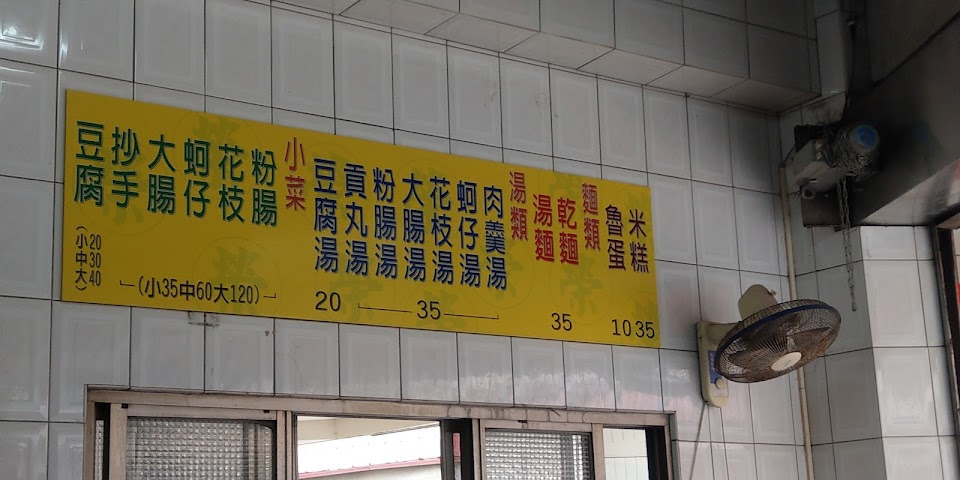 米糕
35
魯蛋
10
麵類
乾麵
湯麵
35
湯類
肉羹湯
蚵仔湯
花枝湯
大腸湯
粉腸湯
貢丸湯
35
豆腐湯
20
小菜
粉腸
花枝
蚵仔
大腸
抄手
(小35中60大120)
豆腐
(小20
中30
大40)